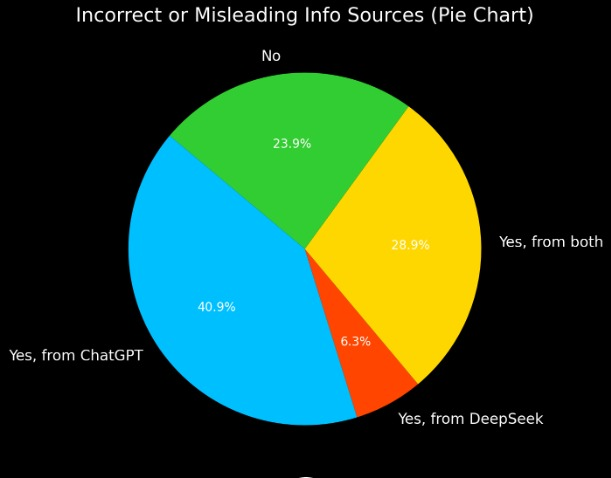 Incorrect or Misleading Info Sources (Pie Chart)
No
23.9%
28.9%
Yes, from both
40.9%
6.3%
Yes, from ChatGPT
Yes, from DeepSeek